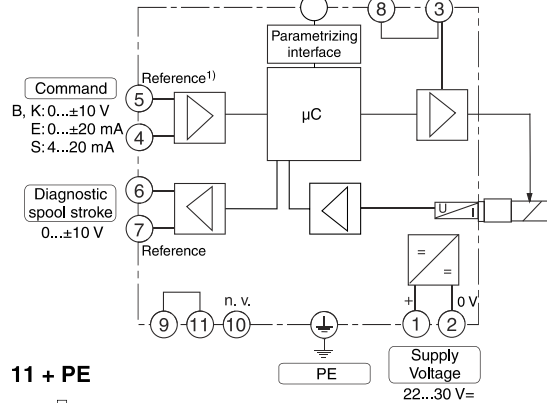 8
3
Parametrizing
interface
Command
B, K: 0...±10 V
E: 0...±20 mA
S: 4...20 mA
Reference1)
5
4
µC
Diagnostic
spool stroke
0...±10 V
6
7
Reference
U
I
=
=
+
0 V
n. v.
9
11
10
1
2
PE
Supply
Voltage
22...30 V=
11 + PE